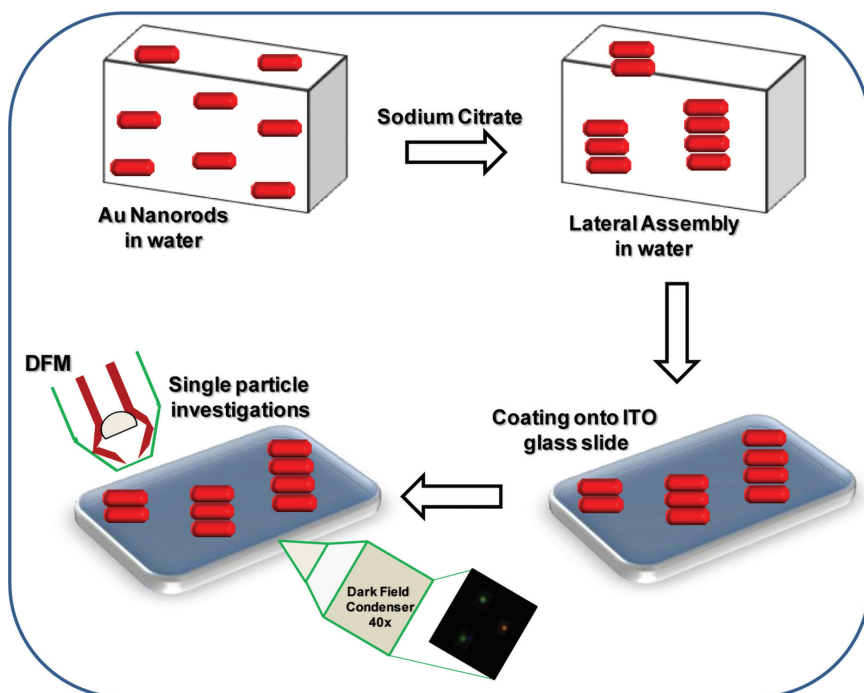 Au Nanorods
in water
Sodium Citrate
Lateral Assembly
in water
Coating onto ITO
glass slide
DFM
Single particle
investigations
Dark Field
Condenser
40x